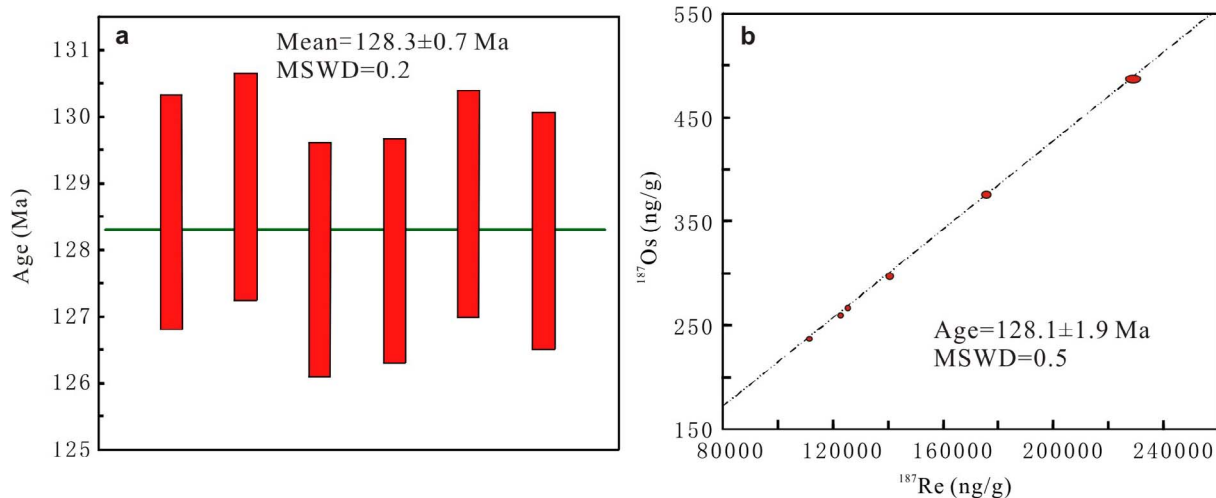 a
Mean=128.3±0.7 Ma
MSWD=0.2
131
130
129
128
127
126
125
Age (Ma)
b
550
450
350
250
150
¹⁸⁷Os (ng/g)
Age=128.1±1.9 Ma
MSWD=0.5
80000 120000 160000 200000 240000
¹⁸⁷Re (ng/g)